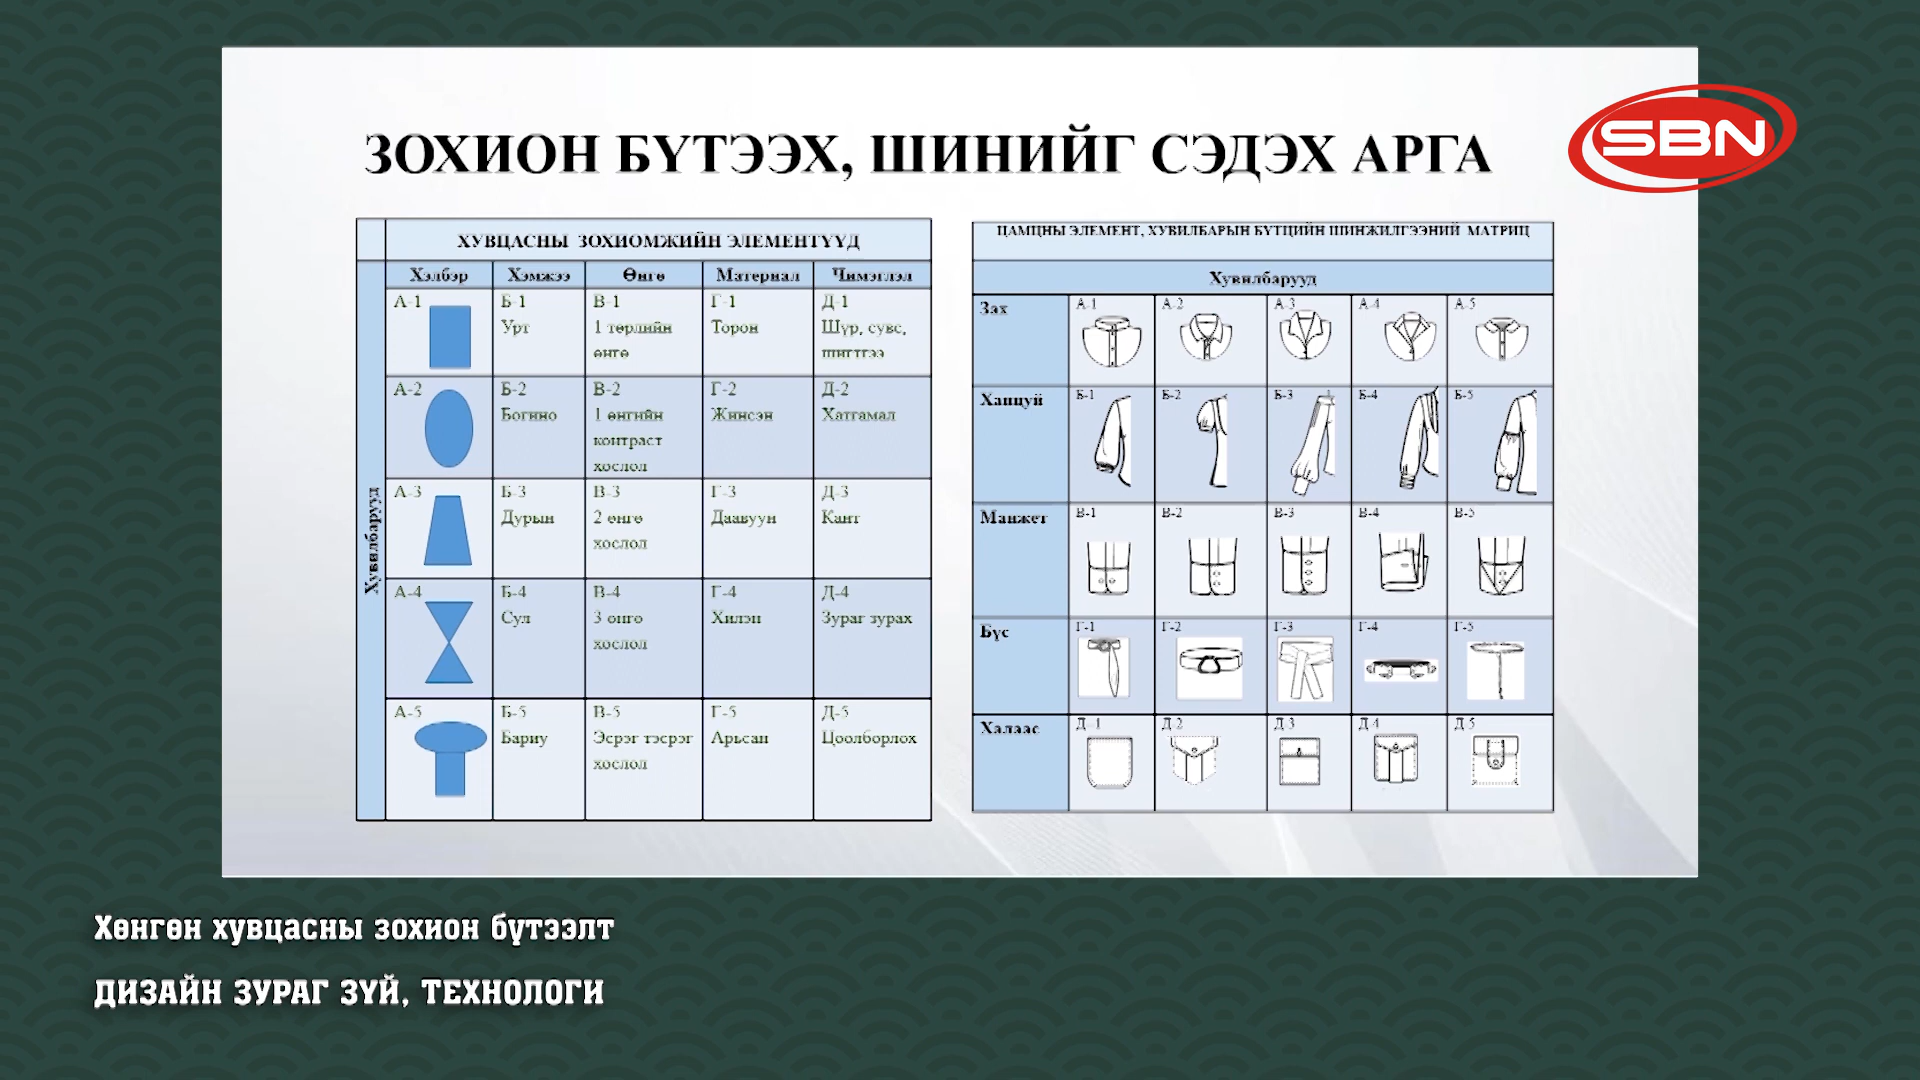 SBN
ЗОХИОН БҮТЭЭХ, ШИНИЙГ СЭДЭХ АРГА
ХУВЦАСНЫ ЗОХИОМЖИЙН ЭЛЕМЕНТҮҮД
Хувилбарууд
Хэлбэр Хэмжээ Өнгө Материал Чимэглэл
А-1 Б-1 В-1 Г-1 Д-1
Урт 1 төрлийн Торон Шүр, сувс,
өнгө шигтгээ
А-2 Б-2 В-2 Г-2 Д-2
Богино 1 өнгийн Жинсэн Хатгамал
контраст
хослол
А-3 Б-3 В-3 Г-3 Д-3
Дурын 2 өнгө Даавуун Кант
хослол
А-4 Б-4 В-4 Г-4 Д-4
Сул 3 өнгө Хилэн Зураг зурах
хослол
А-5 Б-5 В-5 Г-5 Д-5
Бариу Эсрэг тэсрэг Арьсан Цоолборлох
хослол
ЦАМЦНЫ ЭЛЕМЕНТ, ХУВИЛБАРЫН БҮТЦИЙН ШИНЖИЛГЭЭНИЙ МАТРИЦ
Хувилбарууд
Зах А-1 А-2 А-3 А-4 А-5
Ханцуй Б-1 Б-2 Б-3 Б-4 Б-5
Манжет В-1 В-2 В-3 В-4 В-5
Бүс Г-1 Г-2 Г-3 Г-4 Г-5
Халаас Д-1 Д-2 Д-3 Д-4 Д-5
Хөнгөн хувцасны зохион бүтээлт
ДИЗАЙН ЗУРАГ ЗҮЙ, ТЕХНОЛОГИ